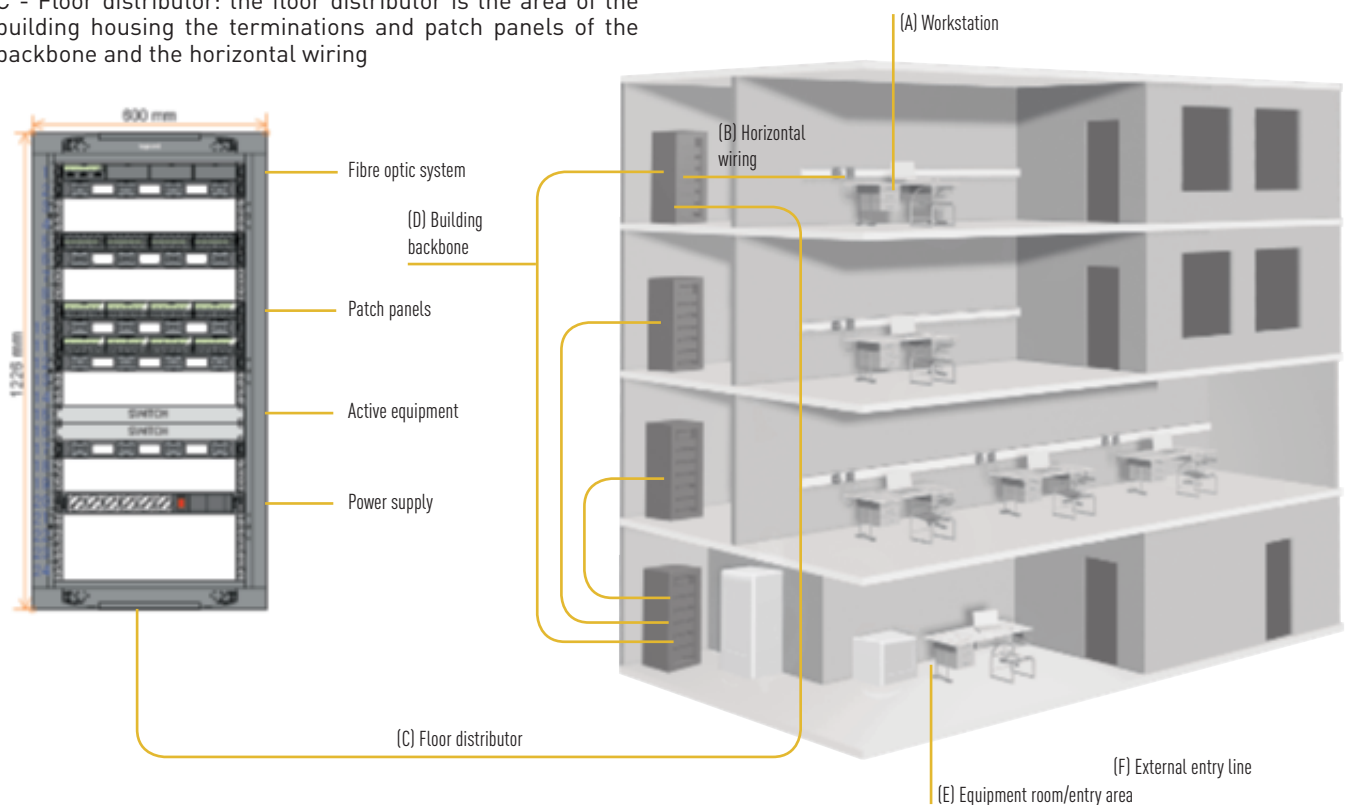 C - Floor distributor: the floor distributor is the area of the
building housing the terminations and patch panels of the
backbone and the horizontal wiring
(A) Workstation
600 mm
(B) Horizontal
wiring
Fibre optic system
(D) Building
backbone
Patch panels
1226 mm
Active equipment
SWITCH
SWITCH
Power supply
(C) Floor distributor
(F) External entry line
(E) Equipment room/entry area